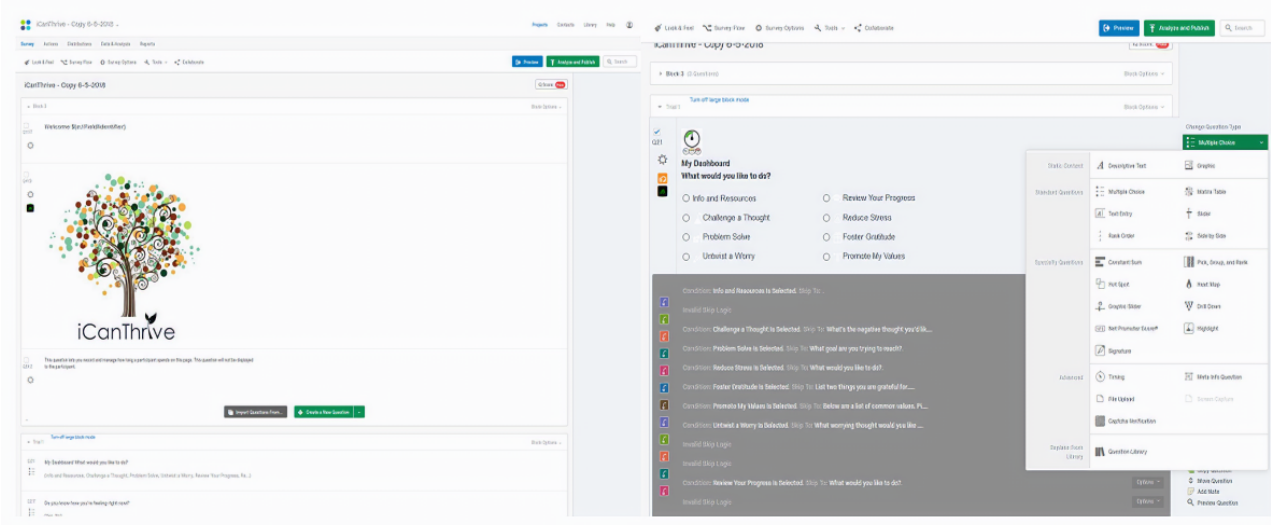 iCanThrive - Copy 6-5-2018
Projects Contacts Library Help
Survey Actions Distributions Data & Analysis Reports
Look & Feel Survey Flow Survey Options Tools Collaborate
Preview Analyze and Publish Search
iCanThrive - Copy 6-5-2018
Block 3
Block Options
Welcome ${e://Field/identifier}
iCanThrive
This question lets you record and manage how long a participant spends on this page. This question will not be displayed
to the participant.
Import Questions From... Create a New Question
Trial 1 Turn off large block mode
Block Options
My Dashboard What would you like to do?
Info and Resources, Challenge a Thought, Problem Solve, Untwist a Worry, Review Your Progress, Re...
Do you know how you're feeling right now?
Look & Feel Survey Flow Survey Options Tools Collaborate
Preview Analyze and Publish Search
iCanThrive - Copy 6-5-2018
Block 3 (3 Questions)
Block Options
Trial 1 Turn off large block mode
Block Options
Q21
My Dashboard
What would you like to do?
Info and Resources Review Your Progress
Challenge a Thought Reduce Stress
Problem Solve Foster Gratitude
Untwist a Worry Promote My Values
Condition: Info and Resources Is Selected. Skip To: .
Invalid Skip Logic
Condition: Challenge a Thought Is Selected. Skip To: What's the negative thought you'd lik....
Condition: Problem Solve Is Selected. Skip To: What goal are you trying to reach?.
Condition: Reduce Stress Is Selected. Skip To: What would you like to do?.
Condition: Foster Gratitude Is Selected. Skip To: List two things you are grateful for....
Condition: Promote My Values Is Selected. Skip To: Below are a list of common values. Pi....
Condition: Untwist a Worry Is Selected. Skip To: What worrying thought would you like ....
Invalid Skip Logic
Invalid Skip Logic
Condition: Review Your Progress Is Selected. Skip To: What would you like to do?.
Options
Invalid Skip Logic
Options
Change Question Type
Multiple Choice
Static Content Descriptive Text Graphic
Standard Questions Multiple Choice Matrix Table
Text Entry Slider
Rank Order Side by Side
Specialty Questions Constant Sum Pick, Group, and Rank
Hot Spot Heat Map
Graphic Slider Drill Down
Net Promoter Score® Highlight
Signature
Advanced Timing Meta Info Question
File Upload Screen Capture
Captcha Verification
Replace From
Library
Question Library
Copy Question
Move Question
Add Note
Preview Question